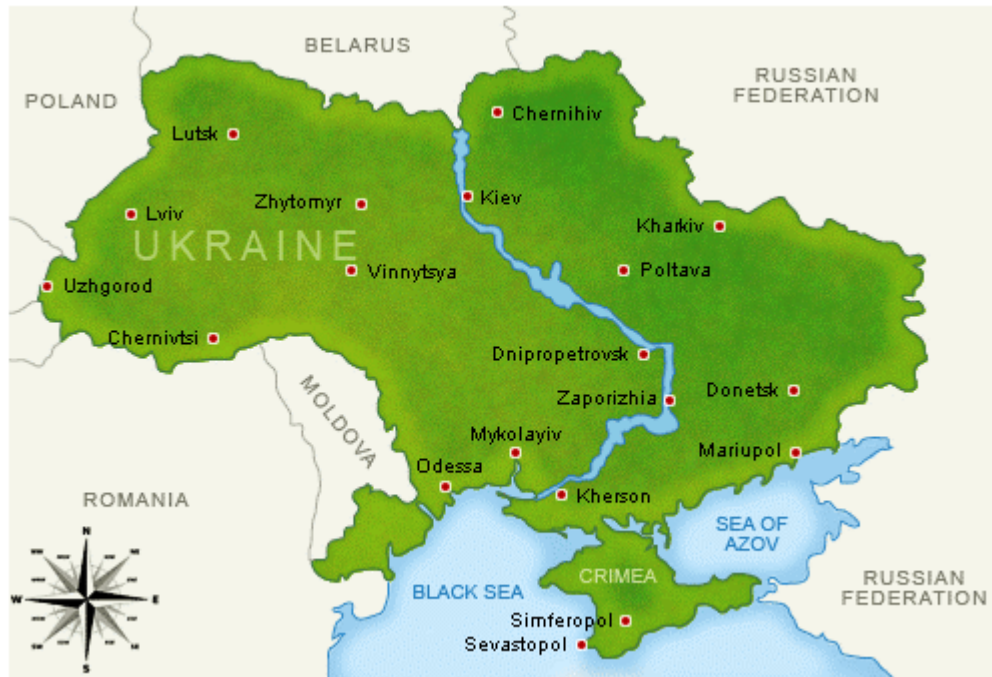 BELARUS
POLAND
RUSSIAN
FEDERATION
Chernihiv
Lutsk
Kiev
Zhytomyr
Lviv
Kharkiv
UKRAINE
Poltava
Vinnytsya
Uzhgorod
Chernivtsi
Dnipropetrovsk
MOLDOVA
Donetsk
Zaporizhia
Mykolayiv
Mariupol
Odessa
ROMANIA
Kherson
SEA OF
AZOV
N
W
E
S
BLACK SEA
CRIMEA
RUSSIAN
FEDERATION
Simferopol
Sevastopol